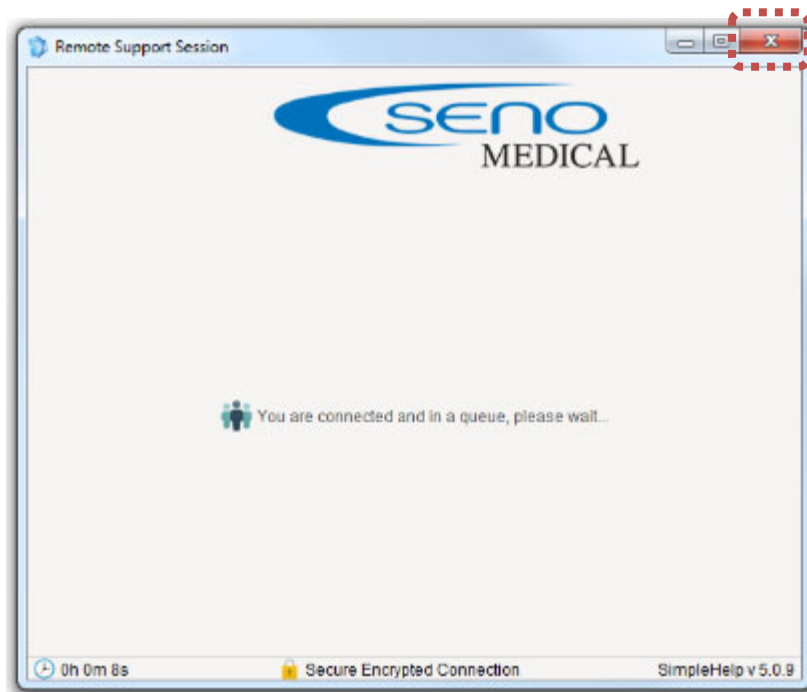 Remote Support Session
SENO
MEDICAL
You are connected and in a queue, please wait...
0h 0m 8s Secure Encrypted Connection SimpleHelp v 5.0.9